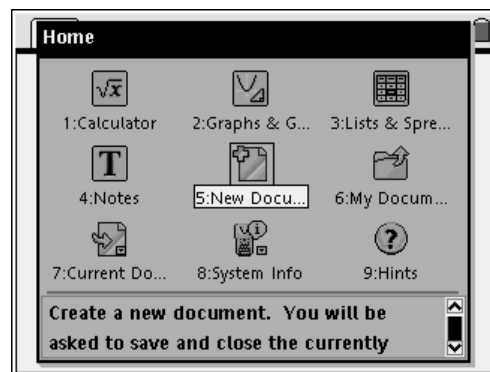 Home
1:Calculator 2:Graphs & G... 3:Lists & Spre...
4:Notes 5:New Docu... 6:My Docum...
7:Current Do... 8:System Info 9:Hints
Create a new document. You will be
asked to save and close the currently